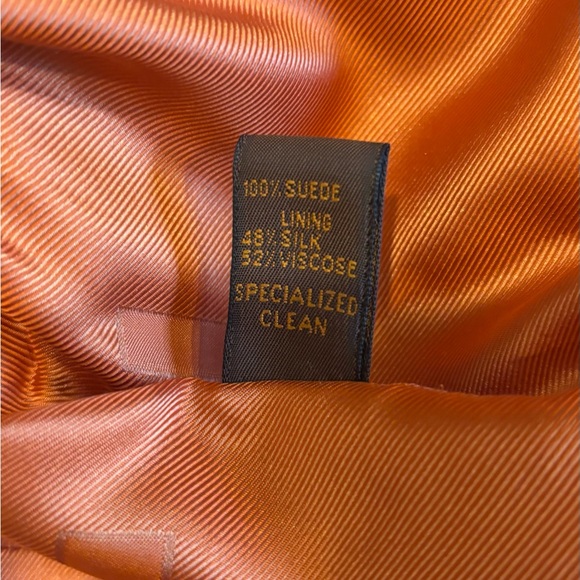 100% SUEDE
LINING
48% SILK
52% VISCOSE
SPECIALIZED
CLEAN